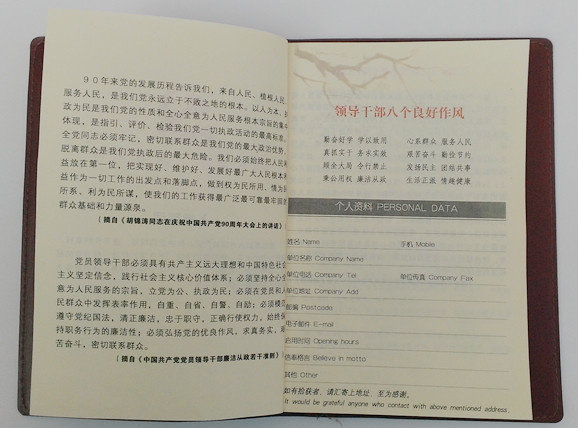 90年来党的发展历程告诉我们，来自人民、植根人民、
服务人民，是我们党永远立于不败之地的根本。以人为本、执
政为民是我们党的性质和全心全意为人民服务根本宗旨的集中
体现，是指引、评价、检验我们党一切执政活动的最高标准。
全党同志必须牢记，密切联系群众是我们党的最大政治优势，
脱离群众是我们党执政后的最大危险。我们必须始终把人民利
益放在第一位，把实现好、维护好、发展好最广大人民根本利
益作为一切工作的出发点和落脚点，做到权为民所用、情为民
所系、利为民所谋，使我们的工作获得最广泛最可靠最牢固的
群众基础和力量源泉。
（摘自《胡锦涛同志在庆祝中国共产党90周年大会上的讲话》）
党员领导干部必须具有共产主义远大理想和中国特色社会
主义坚定信念，践行社会主义核心价值体系；必须坚持全心全
意为人民服务的宗旨，立党为公、执政为民；必须在党员和人
民群众中发挥表率作用，自重、自省、自警、自励；必须模范
遵守党纪国法，清正廉洁，忠于职守，正确行使权力，始终保
持职务行为的廉洁性；必须弘扬党的优良作风，求真务实，艰
苦奋斗，密切联系群众。
（摘自《中国共产党党员领导干部廉洁从政若干准则》）
领导干部八个良好作风
勤奋好学 学以致用 心系群众 服务人民
真抓实干 务求实效 艰苦奋斗 勤俭节约
顾全大局 令行禁止 发扬民主 团结共事
秉公用权 廉洁从政 生活正派 情趣健康
个人资料 PERSONAL DATA
姓名 Name 手机 Mobile
单位名称 Company Name
单位电话 Company Tel 单位传真 Company Fax
单位地址 Company Add
邮编 Postcode
电子邮件 E-mail
启用时间 Opening hours
信奉格言 Believe in motto
其他 Other
如有拾获者，请汇寄上地址，至为感谢。
It would be grateful anyone who contact with above mentioned address.